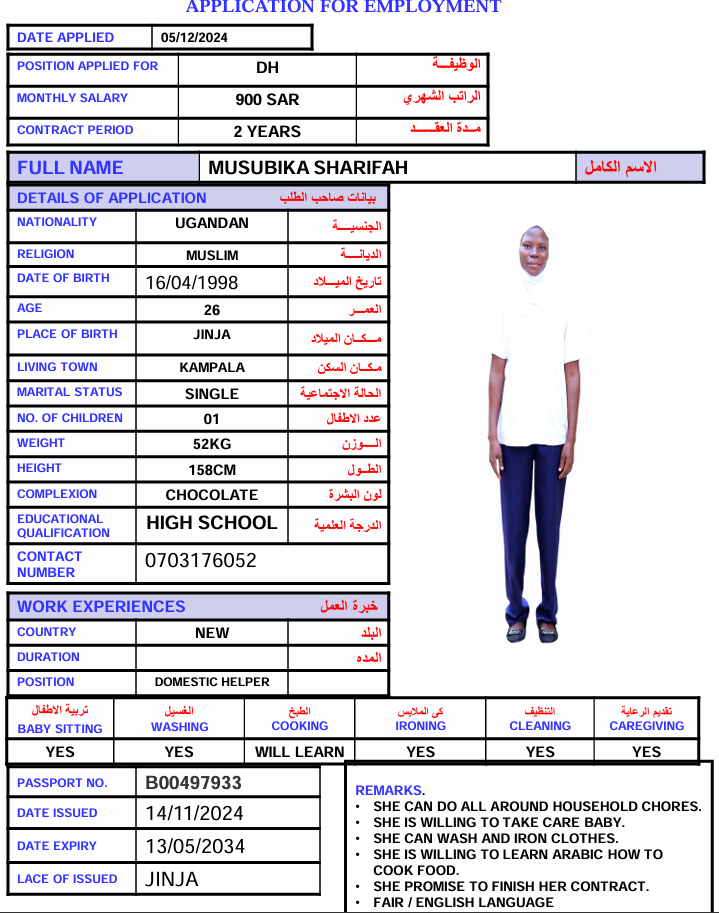 APPLICATION FOR EMPLOYMENT
DATE APPLIED 05/12/2024
POSITION APPLIED FOR DH الوظيفـــة
MONTHLY SALARY 900 SAR الراتب الشهري
CONTRACT PERIOD 2 YEARS مـدة العقــــد
FULL NAME MUSUBIKA SHARIFAH الاسم الكامل
DETAILS OF APPLICATION بيانات صاحب الطلب
NATIONALITY UGANDAN الجنسيـــة
RELIGION MUSLIM الديانـــة
DATE OF BIRTH 16/04/1998 تاريخ الميـــلاد
AGE 26 العمـــر
PLACE OF BIRTH JINJA مــكـان الميلاد
LIVING TOWN KAMPALA مـكــان السكن
MARITAL STATUS SINGLE الحالة الاجتماعية
NO. OF CHILDREN 01 عدد الاطفال
WEIGHT 52KG الـــوزن
HEIGHT 158CM الطــول
COMPLEXION CHOCOLATE لون البشرة
EDUCATIONAL QUALIFICATION HIGH SCHOOL الدرجة العلمية
CONTACT NUMBER 0703176052
WORK EXPERIENCES خبرة العمل
COUNTRY NEW البلد
DURATION المده
POSITION DOMESTIC HELPER
تربية الاطفال الغسيل الطبخ كى الملابس التنظيف تقديم الرعاية
BABY SITTING WASHING COOKING IRONING CLEANING CAREGIVING
YES YES WILL LEARN YES YES YES
PASSPORT NO. B00497933
DATE ISSUED 14/11/2024
DATE EXPIRY 13/05/2034
LACE OF ISSUED JINJA
REMARKS.
• SHE CAN DO ALL AROUND HOUSEHOLD CHORES.
• SHE IS WILLING TO TAKE CARE BABY.
• SHE CAN WASH AND IRON CLOTHES.
• SHE IS WILLING TO LEARN ARABIC HOW TO
COOK FOOD.
• SHE PROMISE TO FINISH HER CONTRACT.
• FAIR / ENGLISH LANGUAGE